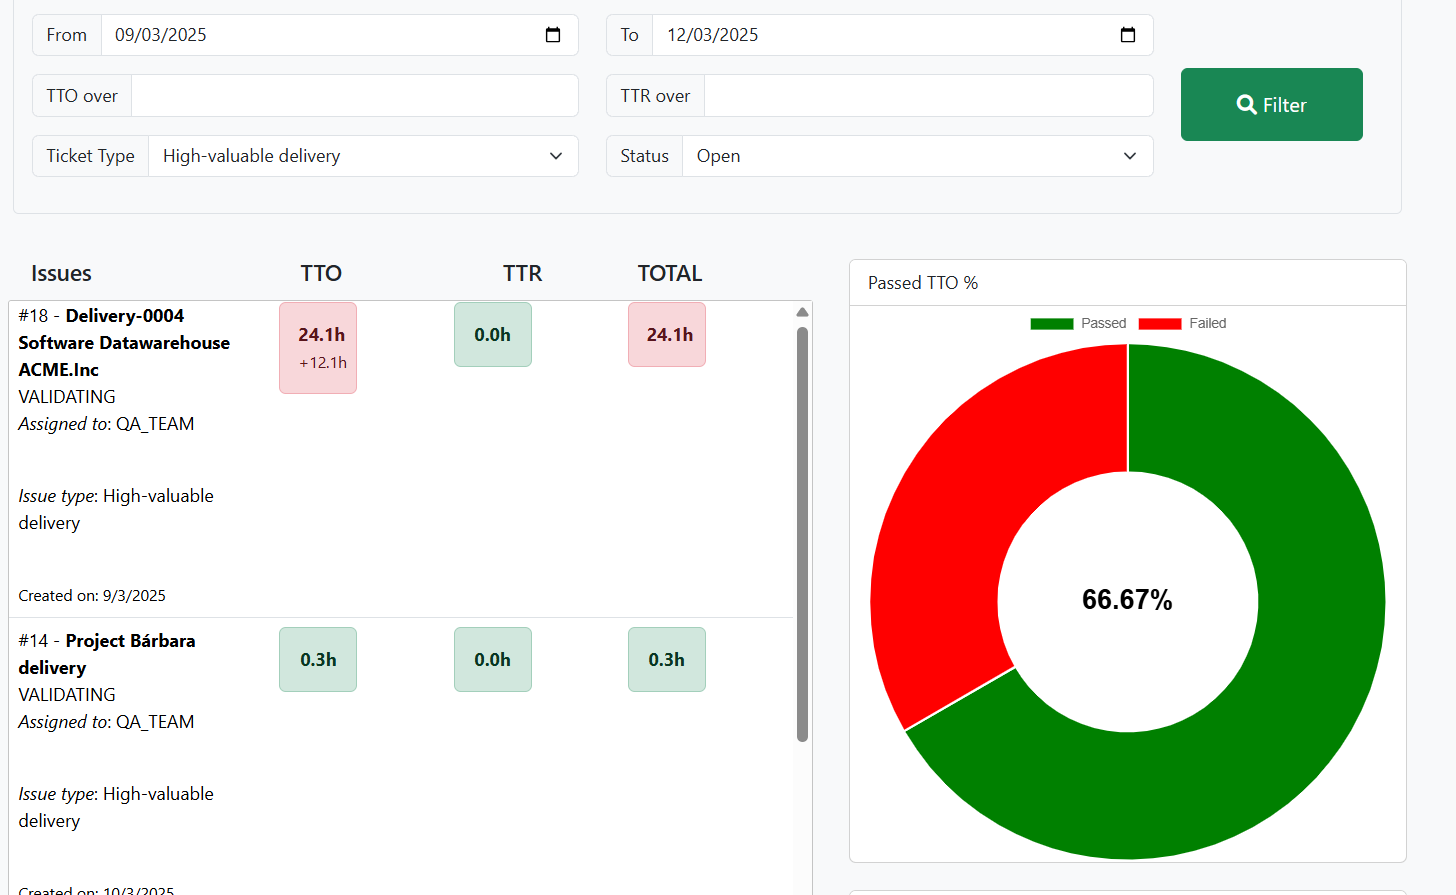 From 09/03/2025 To 12/03/2025
TTO over TTR over
Filter
Ticket Type High-valuable delivery Status Open
Issues TTO TTR TOTAL
#18 - Delivery-0004
Software Datawarehouse
ACME.Inc
VALIDATING
Assigned to: QA_TEAM
24.1h
+12.1h
0.0h
24.1h
Issue type: High-valuable
delivery
Created on: 9/3/2025
#14 - Project Bárbara
delivery
VALIDATING
Assigned to: QA_TEAM
0.3h
0.0h
0.3h
Issue type: High-valuable
delivery
Created on: 10/3/2025
Passed TTO %
Passed Failed
66.67%